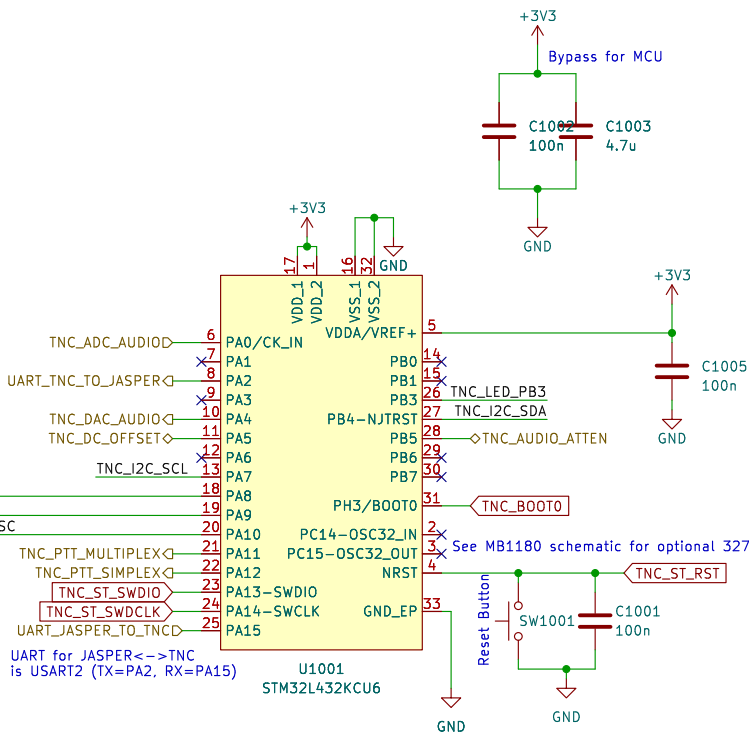 +3V3
Bypass for MCU
C1002
100n
C1003
4.7u
GND
+3V3
GND
17
1
16
32
VDD_1
VDD_2
VSS_1
VSS_2
+3V3
C1005
100n
GND
VDDA/VREF+ 5
TNC_ADC_AUDIO 6 PA0/CK_IN
7 PA1
PB0 14
UART_TNC_TO_JASPER 8 PA2
PB1 15
9 PA3
PB3 26 TNC_LED_PB3
TNC_DAC_AUDIO 10 PA4
PB4-NJTRST 27 TNC_I2C_SDA
TNC_DC_OFFSET 11 PA5
PB5 28 TNC_AUDIO_ATTEN
12 PA6
PB6 29
TNC_I2C_SCL 13 PA7
PB7 30
18 PA8
PH3/BOOT0 31 TNC_BOOT0
19 PA9
SC 20 PA10
PC14-OSC32_IN 2
TNC_PTT_MULTIPLEX 21 PA11
PC15-OSC32_OUT 3
See MB1180 schematic for optional 327
TNC_PTT_SIMPLEX 22 PA12
NRST 4 TNC_ST_RST
TNC_ST_SWDIO 23 PA13-SWDIO
TNC_ST_SWDCLK 24 PA14-SWCLK
GND_EP 33
UART_JASPER_TO_TNC 25 PA15
Reset Button
SW1001
C1001
100n
GND
GND
UART for JASPER<->TNC
is USART2 (TX=PA2, RX=PA15)
U1001
STM32L432KCU6